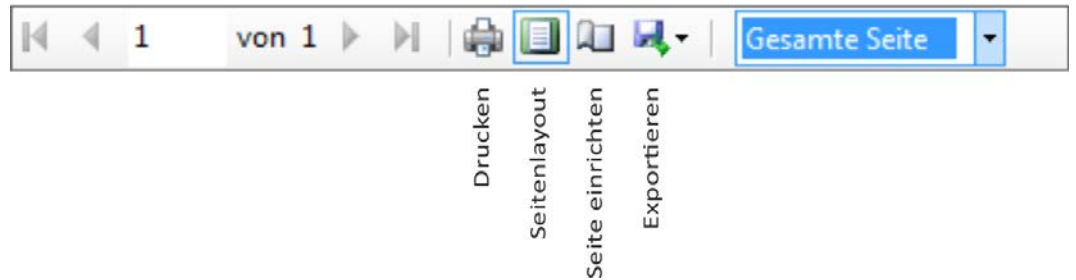 1 von 1 Gesamte Seite
Drucken
Seitenlayout
Seite einrichten
Exportieren